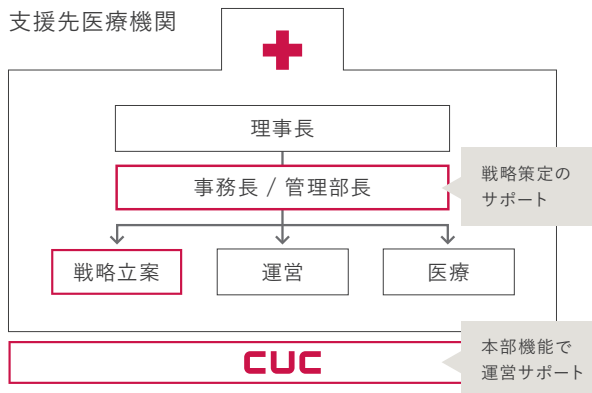 支援先医療機関
理事長
事務長 / 管理部長
戦略策定の
サポート
戦略立案
運営
医療
CUC
本部機能で
運営サポート